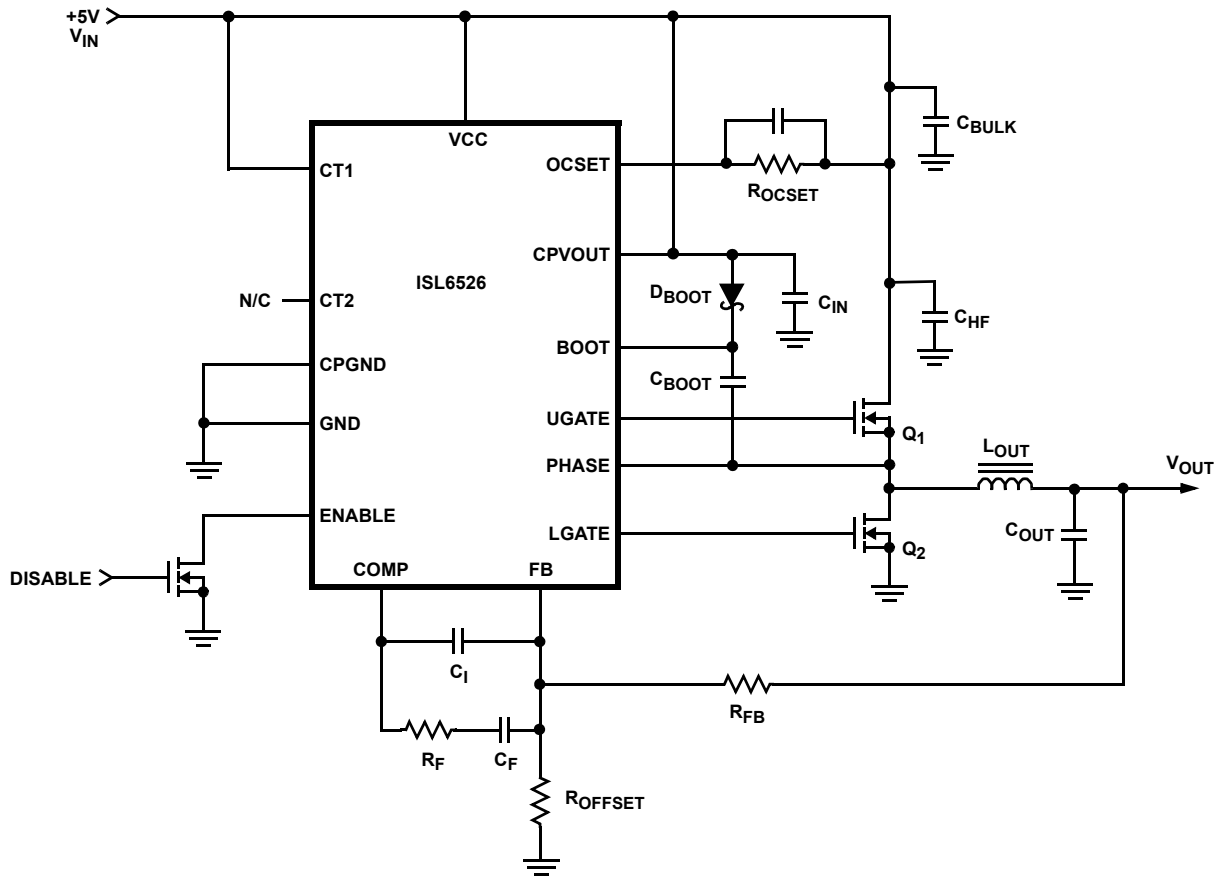 +5V
VIN
VCC
CBULK
OCSET
CT1
ROCSET
CPVOUT
ISL6526
DBOOT
N/C
CT2
CIN
CHF
BOOT
CPGND
CBOOT
UGATE
GND
Q1
LOUT
PHASE
VOUT
ENABLE
LGATE
COUT
Q2
DISABLE
COMP
FB
CI
RFB
RF
CF
ROFFSET